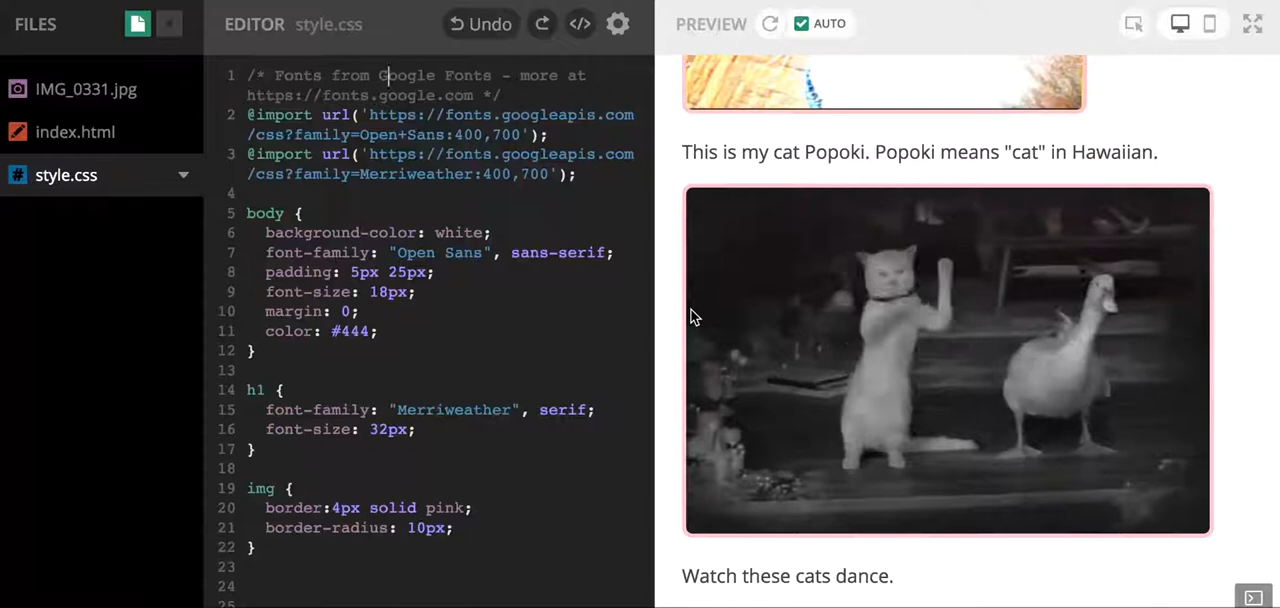 FILES
EDITOR style.css
Undo
</>
PREVIEW
AUTO
IMG_0331.jpg
index.html
# style.css
1 /* Fonts from Google Fonts - more at
https://fonts.google.com */
2 @import url('https://fonts.googleapis.com
/css?family=Open+Sans:400,700');
3 @import url('https://fonts.googleapis.com
/css?family=Merriweather:400,700');
4
5 body {
6 background-color: white;
7 font-family: "Open Sans", sans-serif;
8 padding: 5px 25px;
9 font-size: 18px;
10 margin: 0;
11 color: #444;
12 }
13
14 h1 {
15 font-family: "Merriweather", serif;
16 font-size: 32px;
17 }
18
19 img {
20 border:4px solid pink;
21 border-radius: 10px;
22 }
23
24
25
This is my cat Popoki. Popoki means "cat" in Hawaiian.
Watch these cats dance.